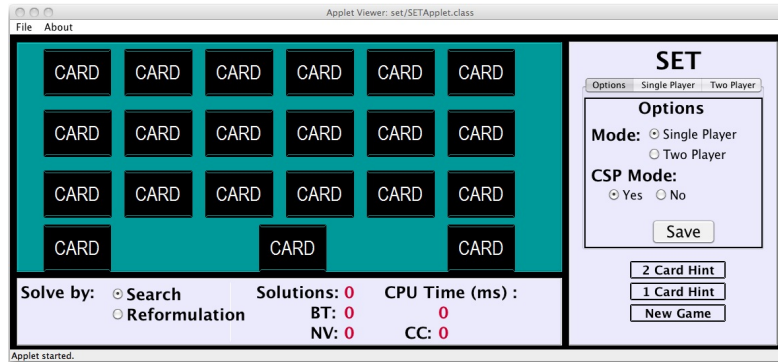 Applet Viewer: set/SETApplet.class
File About
CARD CARD CARD CARD CARD CARD
CARD CARD CARD CARD CARD CARD
CARD CARD CARD CARD CARD CARD
CARD CARD CARD
SET
Options Single Player Two Player
Options
Mode: Single Player
Two Player
CSP Mode:
Yes No
Save
2 Card Hint
1 Card Hint
New Game
Solve by: Search Solutions: 0 CPU Time (ms) :
Reformulation BT: 0 0
NV: 0 CC: 0
Applet started.